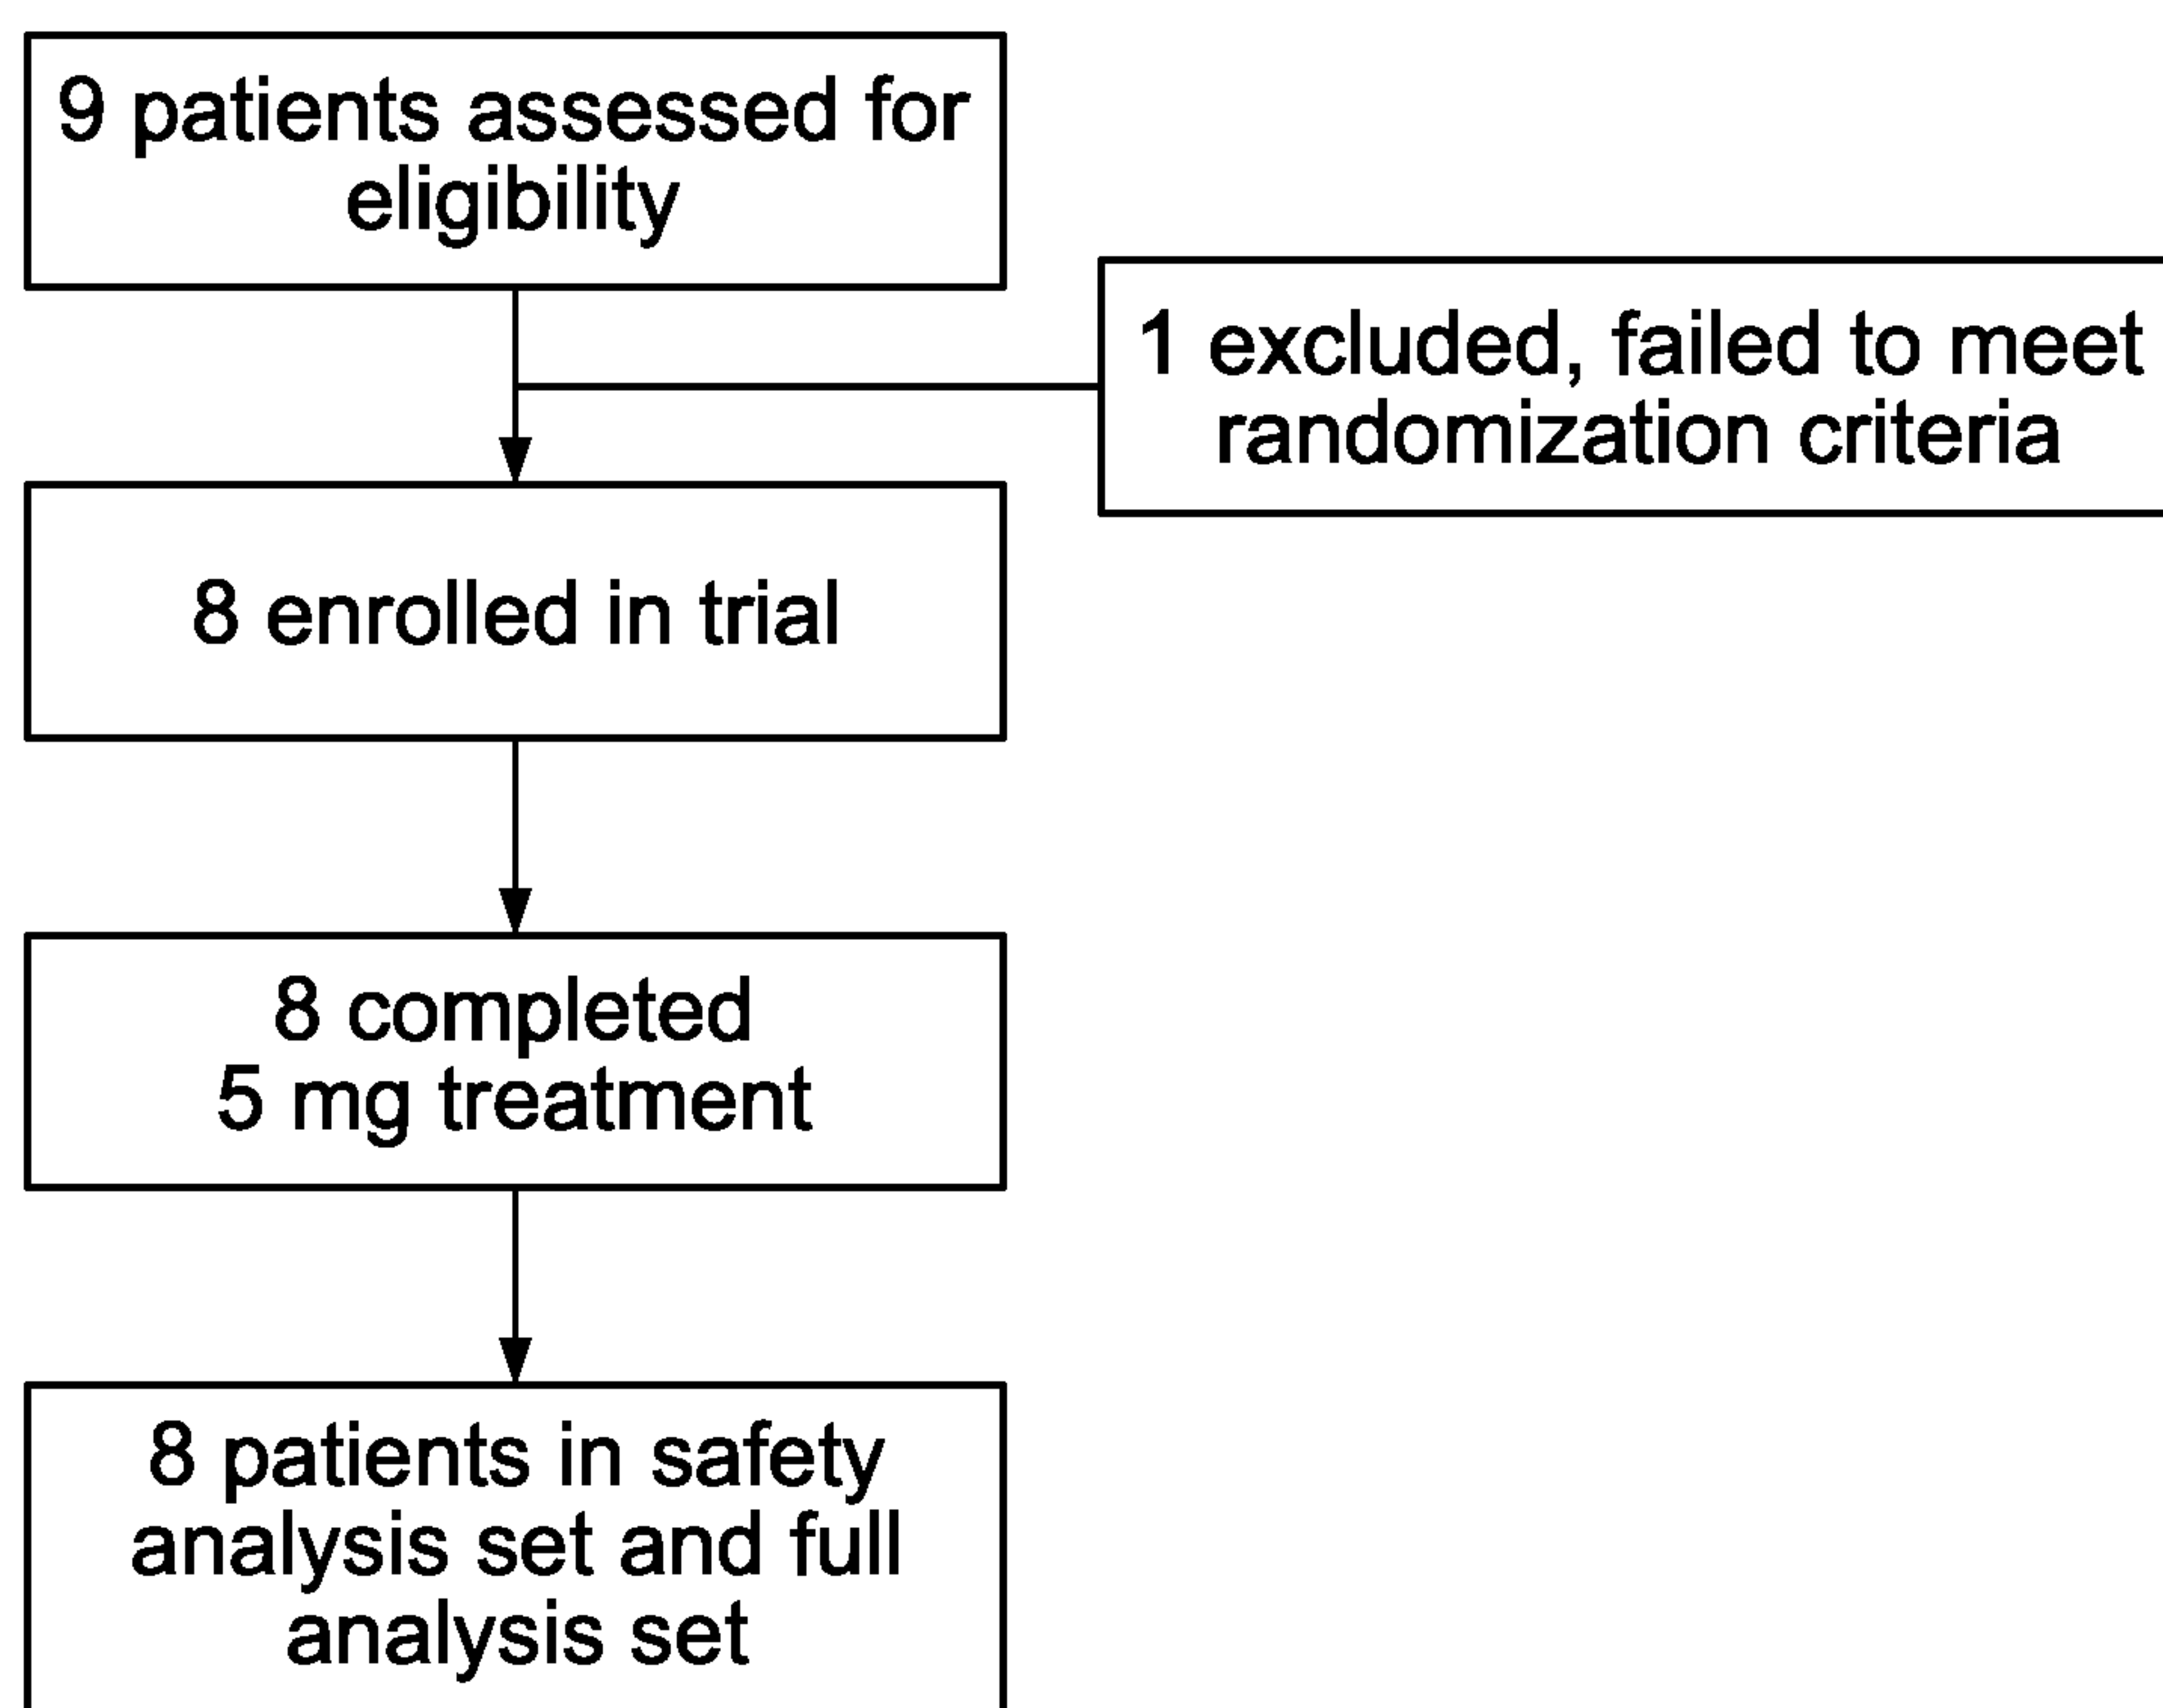 9 patients assessed for
eligibility
1 excluded, failed to meet
randomization criteria
8 enrolled in trial
8 completed
5 mg treatment
8 patients in safety
analysis set and full
analysis set